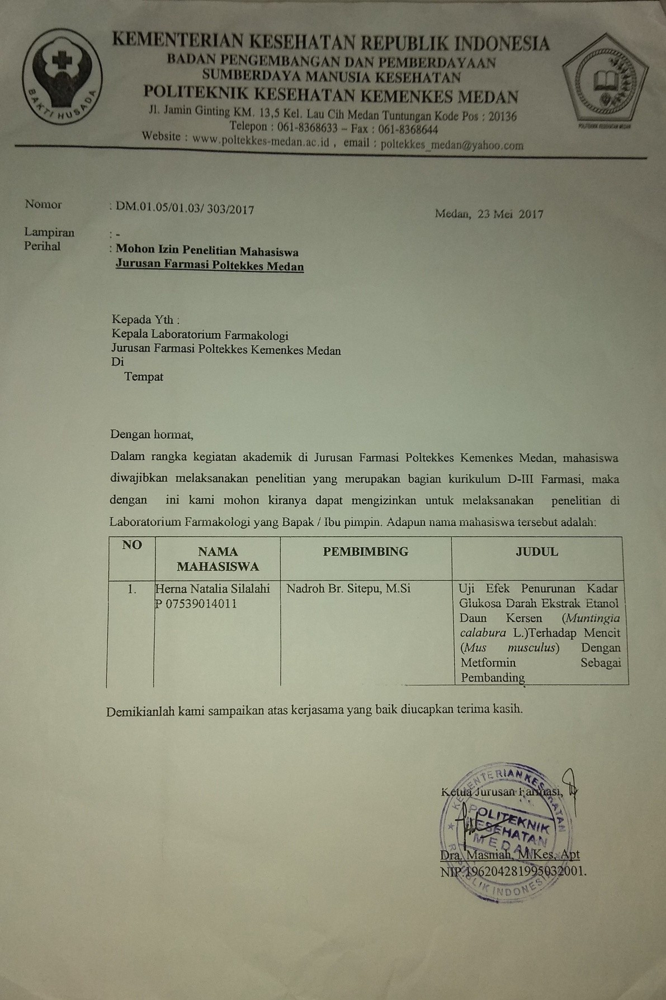 KEMENTERIAN KESEHATAN REPUBLIK INDONESIA
BADAN PENGEMBANGAN DAN PEMBERDAYAAN
SUMBERDAYA MANUSIA KESEHATAN
POLITEKNIK KESEHATAN KEMENKES MEDAN
Jl. Jamin Ginting KM. 13,5 Kel. Lau Cih Medan Tuntungan Kode Pos : 20136
Telepon : 061-8368633 – Fax : 061-8368644
Website : www.poltekkes-medan.ac.id , email : poltekkes_medan@yahoo.com
BAKTI HUSADA
POLITEKNIK KESEHATAN MEDAN
Nomor : DM.01.05/01.03/ 303/2017
Medan, 23 Mei 2017
Lampiran : -
Perihal : Mohon Izin Penelitian Mahasiswa
Jurusan Farmasi Poltekkes Medan
Kepada Yth :
Kepala Laboratorium Farmakologi
Jurusan Farmasi Poltekkes Kemenkes Medan
Di
Tempat
Dengan hormat,
Dalam rangka kegiatan akademik di Jurusan Farmasi Poltekkes Kemenkes Medan, mahasiswa
diwajibkan melaksanakan penelitian yang merupakan bagian kurikulum D-III Farmasi, maka
dengan ini kami mohon kiranya dapat mengizinkan untuk melaksanakan penelitian di
Laboratorium Farmakologi yang Bapak / Ibu pimpin. Adapun nama mahasiswa tersebut adalah:
NO
NAMA
MAHASISWA
PEMBIMBING
JUDUL
1.
Herna Natalia Silalahi
P 07539014011
Nadroh Br. Sitepu, M.Si
Uji Efek Penurunan Kadar
Glukosa Darah Ekstrak Etanol
Daun Kersen (Muntingia
calabura L.)Terhadap Mencit
(Mus musculus) Dengan
Metformin Sebagai
Pembanding
Demikianlah kami sampaikan atas kerjasama yang baik diucapkan terima kasih.
Ketua Jurusan Farmasi,
KEMENTERIAN KESEHATAN
POLITEKNIK
KESEHATAN
MEDAN
REPUBLIK INDONESIA
Dra. Masniah, M.Kes, Apt
NIP.196204281995032001.